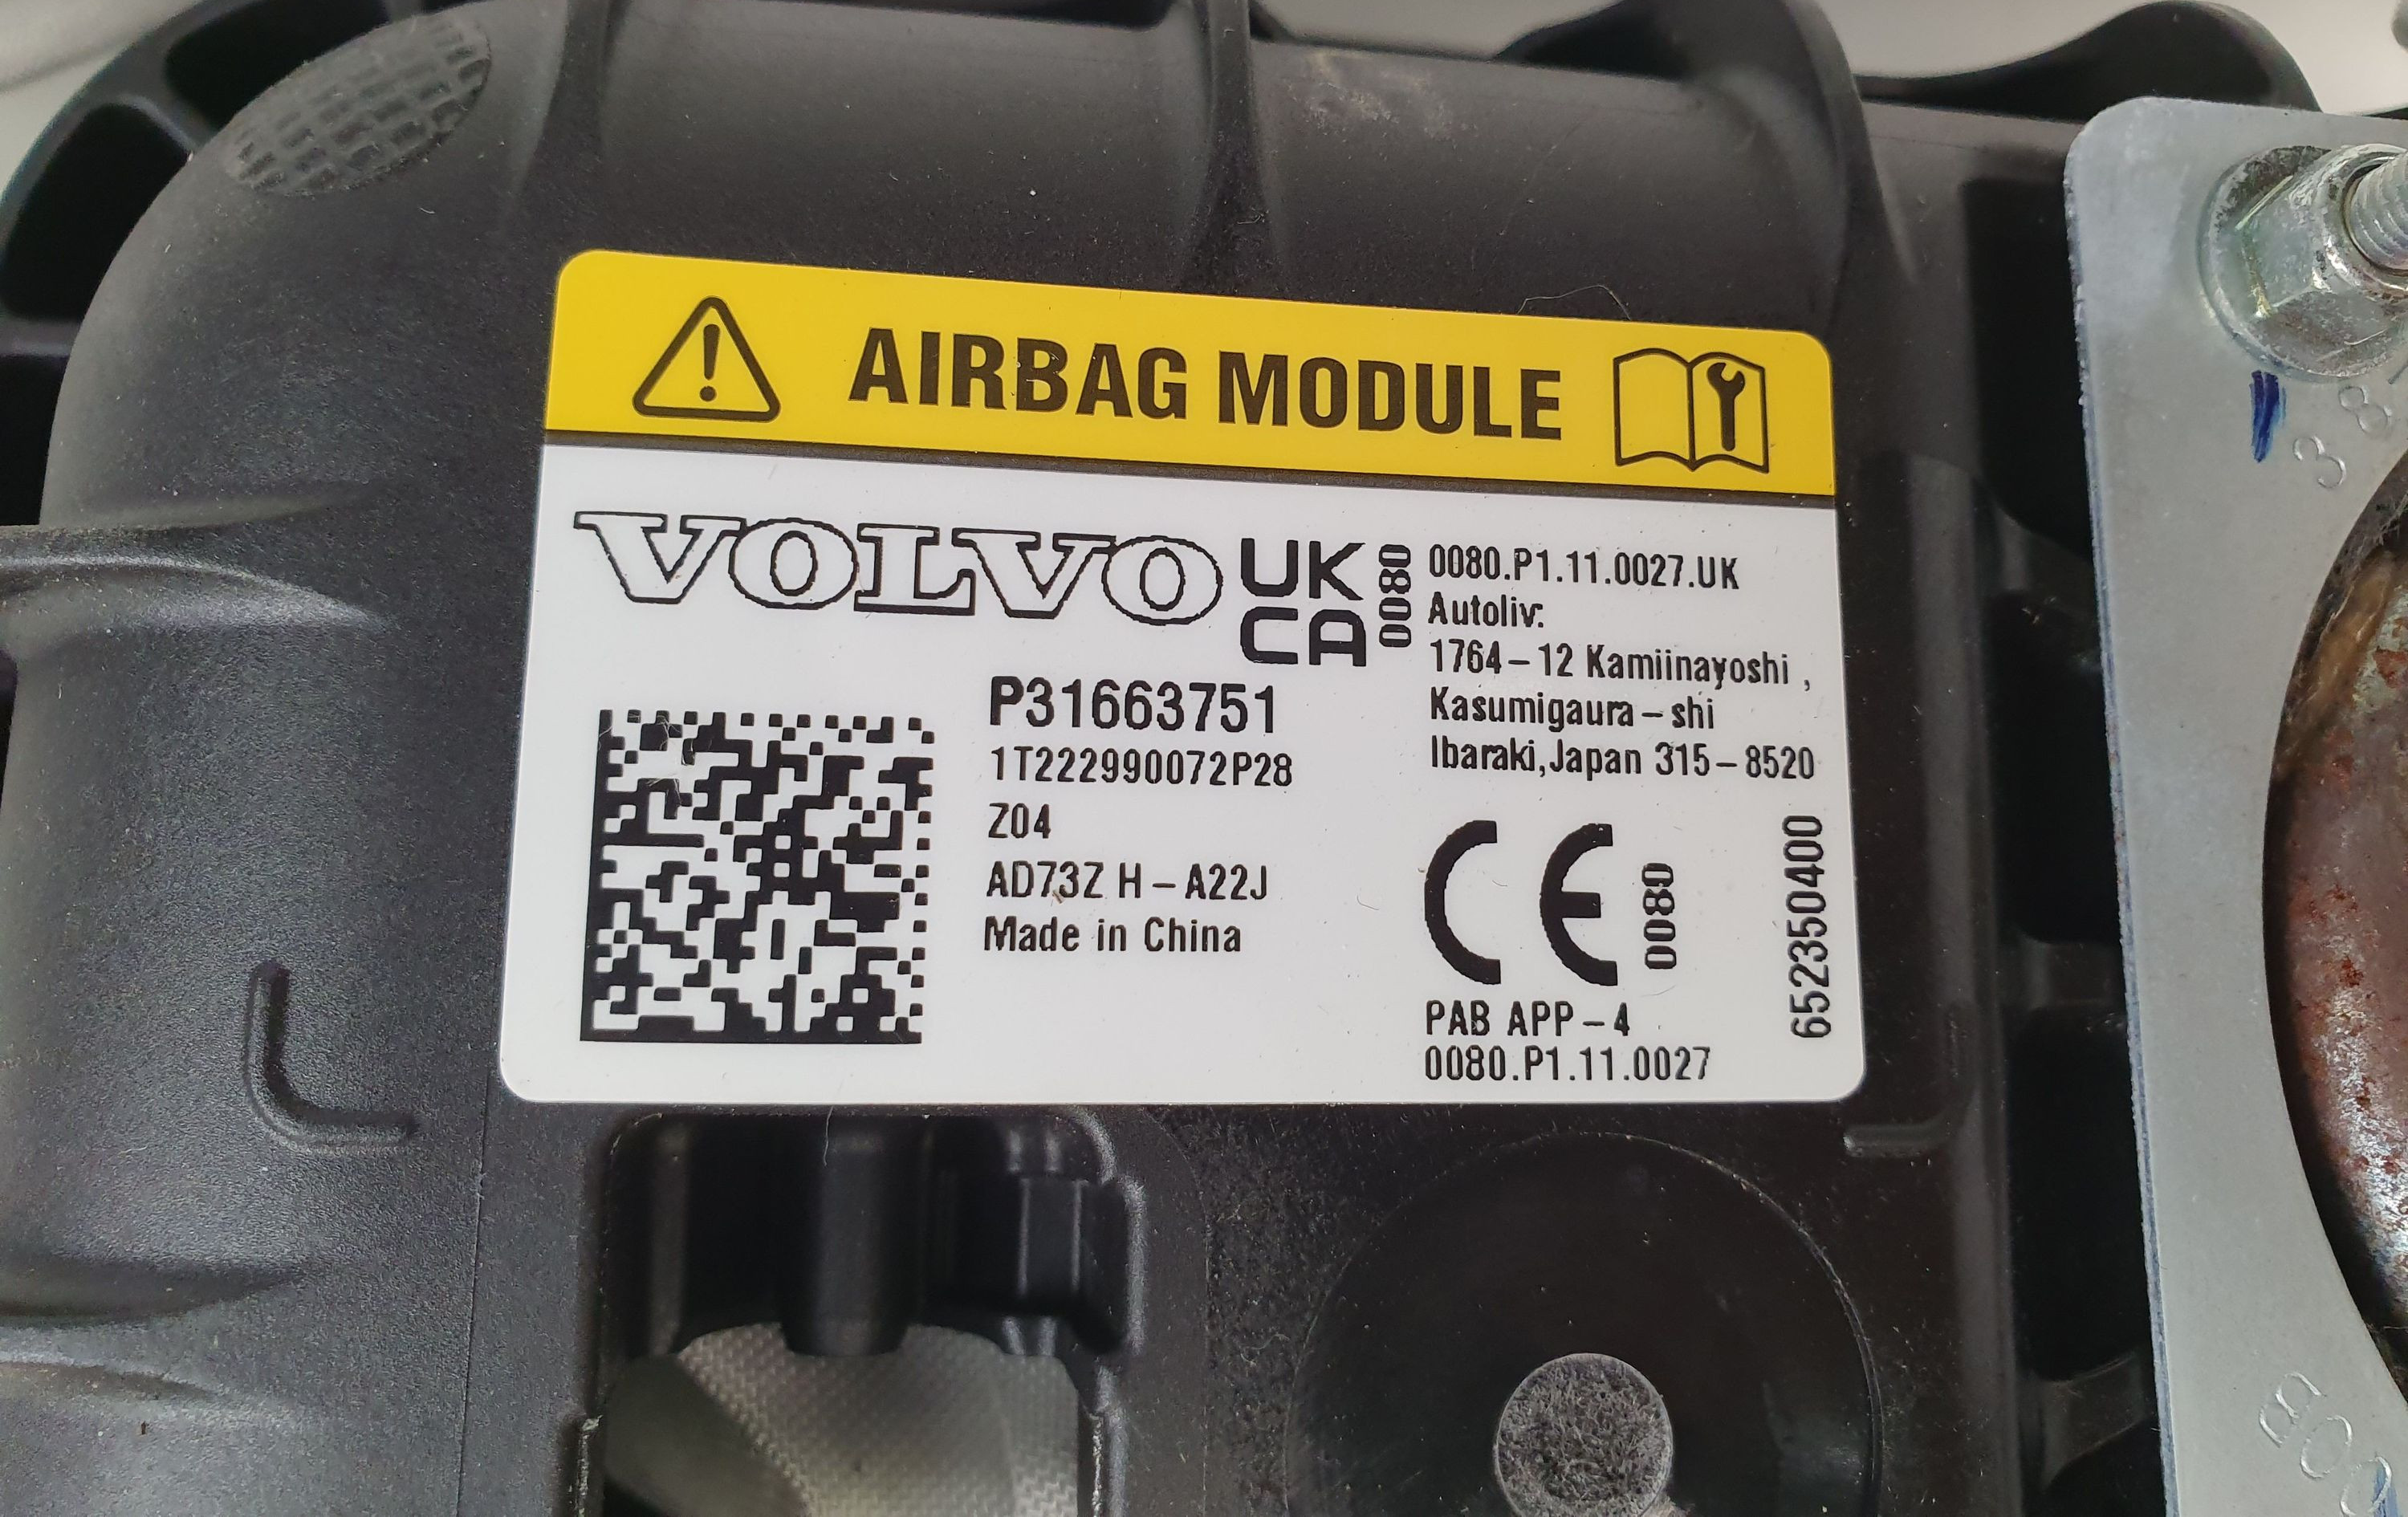 AIRBAG MODULE
VOLVO
UK
CA
0080
0080.P1.11.0027.UK
Autoliv:
1764-12 Kamiinayoshi ,
Kasumigaura-shi
Ibaraki,Japan 315-8520
P31663751
1T222990072P28
Z04
AD73Z H-A22J
Made in China
CE
0080
PAB APP-4
0080.P1.11.0027
652350400
3 8